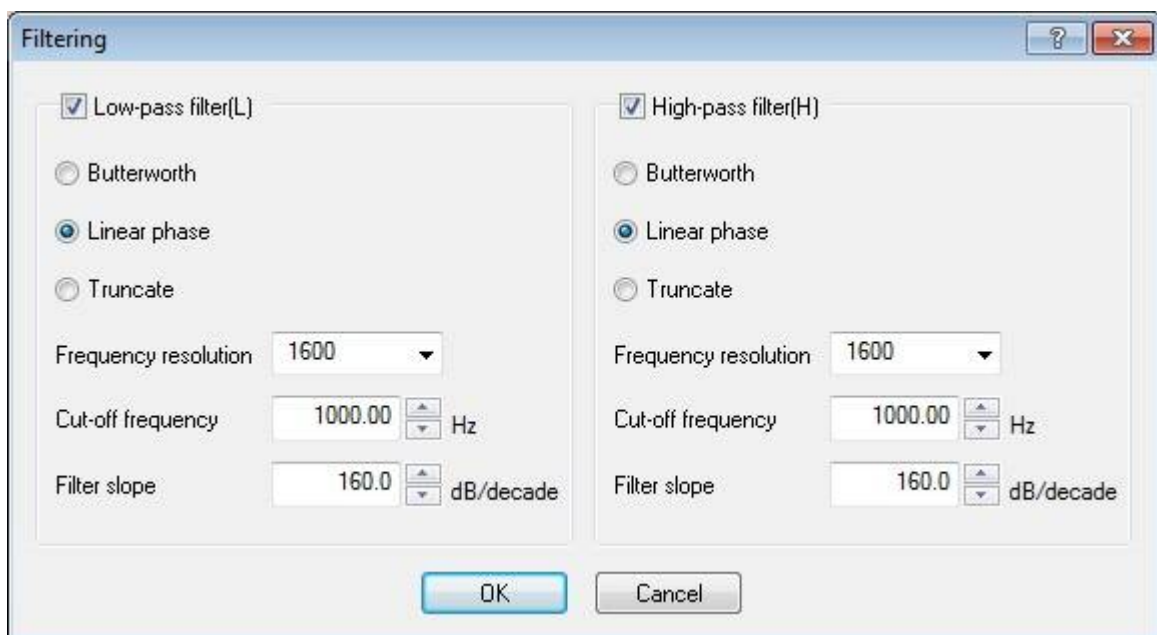 Filtering
Low-pass filter(L)
Butterworth
Linear phase
Truncate
Frequency resolution 1600
Cut-off frequency 1000.00 Hz
Filter slope 160.0 dB/decade
High-pass filter(H)
Butterworth
Linear phase
Truncate
Frequency resolution 1600
Cut-off frequency 1000.00 Hz
Filter slope 160.0 dB/decade
OK Cancel